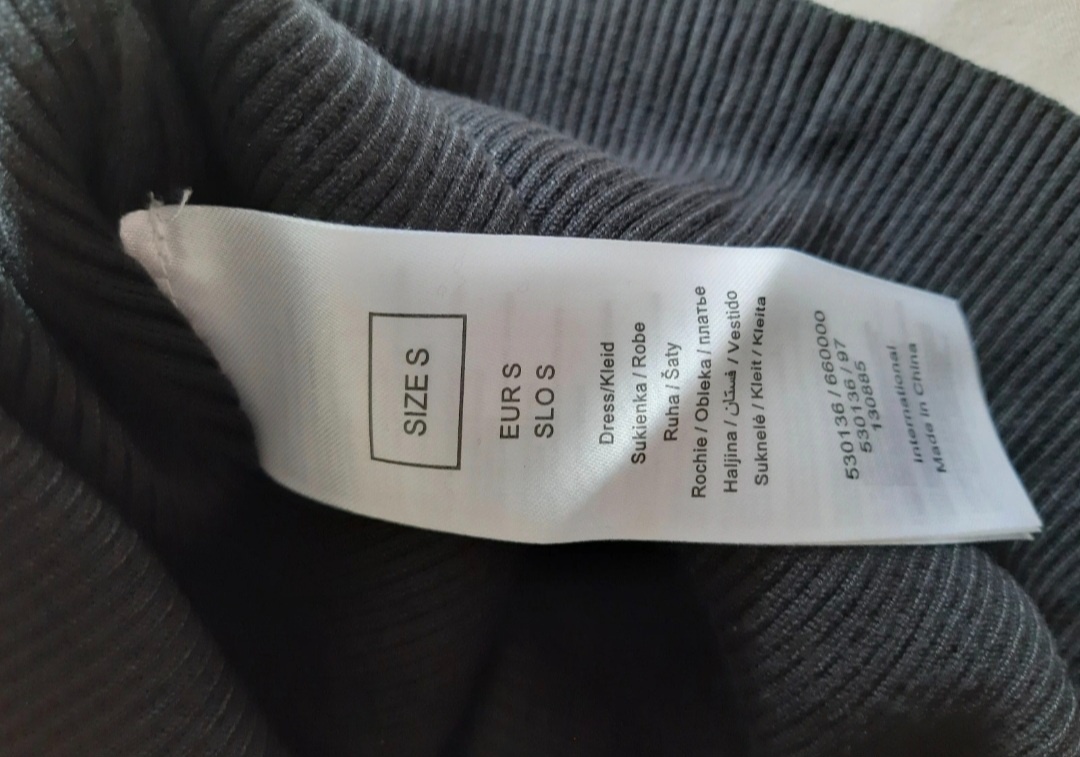 SIZE S
EUR S
SLO S
Dress/Kleid
Sukienka / Robe
Ruha / Šaty
Rochie / Obleka / платье
Haljina / فستان / Vestido
Suknelė / Kleit / Kleita
530136 / 660000
530136 / 97
130885
International
Made in China